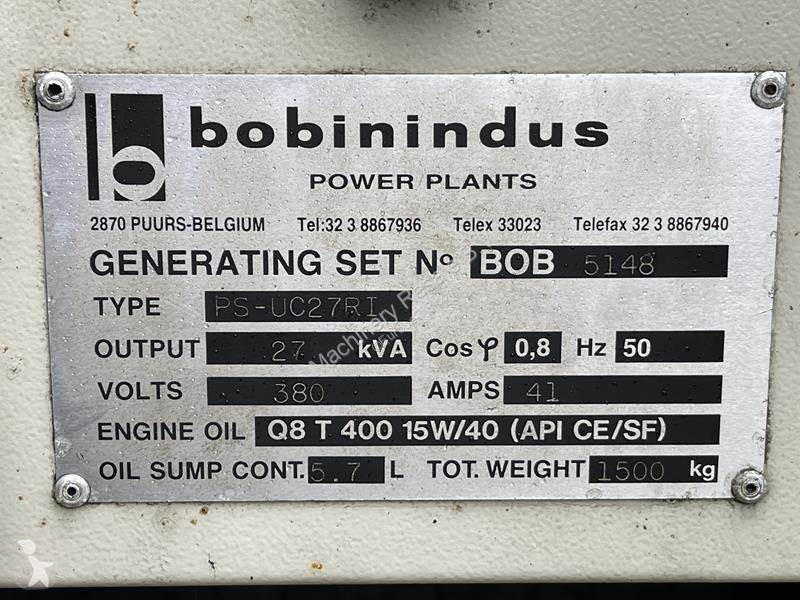 b bobinindus
POWER PLANTS
2870 PUURS-BELGIUM Tel:32 3 8867936 Telex 33023 Telefax 32 3 8867940
GENERATING SET Nº BOB 5148
TYPE PS-UC27RI
OUTPUT 27 kVA Cos φ 0,8 Hz 50
VOLTS 380 AMPS 41
ENGINE OIL Q8 T 400 15W/40 (API CE/SF)
OIL SUMP CONT. 5.7 L TOT. WEIGHT 1500 kg